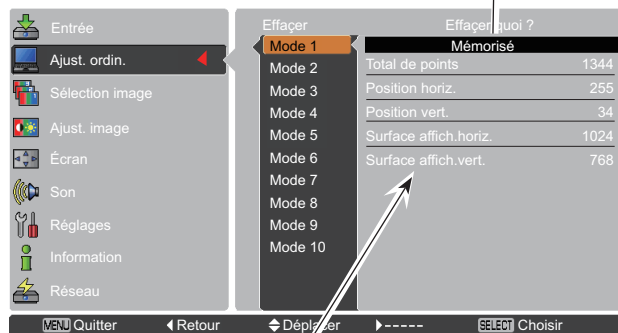 Entrée
Ajust. ordin.
Sélection image
Ajust. image
Écran
Son
Réglages
Information
Réseau
Effaçer
Mode 1
Mode 2
Mode 3
Mode 4
Mode 5
Mode 6
Mode 7
Mode 8
Mode 9
Mode 10
Effaçer quoi ?
Mémorisé
Total de points 1344
Position horiz. 255
Position vert. 34
Surface affich.horiz. 1024
Surface affich.vert. 768
MENU Quitter Retour Déplacer ----- SELECT Choisir